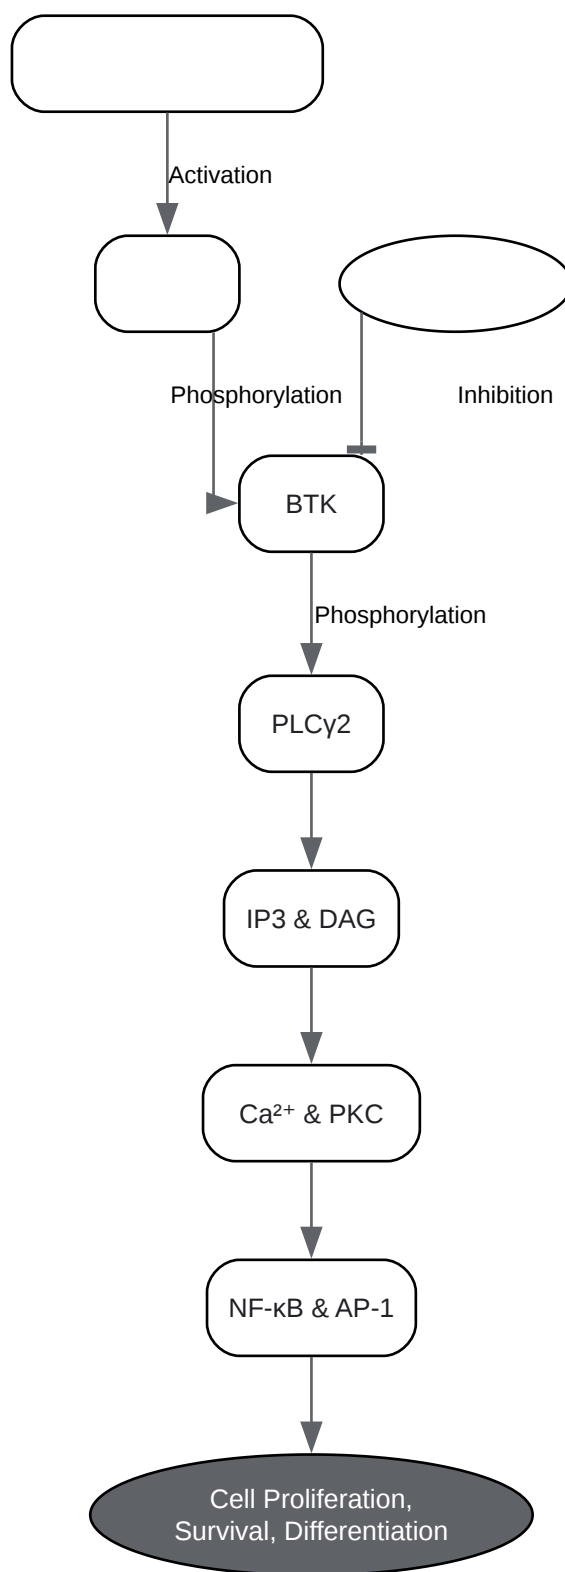 Activation
Phosphorylation
Inhibition
BTK
Phosphorylation
PLCγ2
IP3 & DAG
Ca²⁺ & PKC
NF-κB & AP-1
Cell Proliferation,
Survival, Differentiation